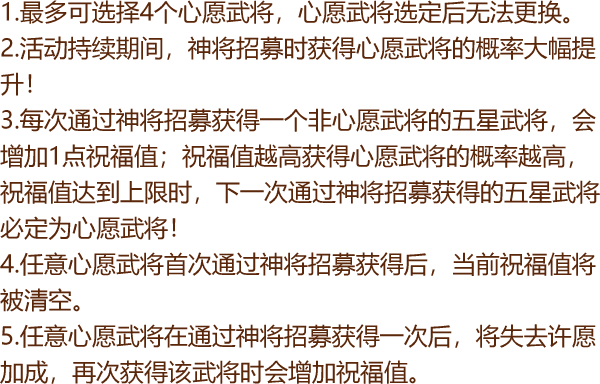 1.最多可选择4个心愿武将，心愿武将选定后无法更换。
2.活动持续期间，神将招募时获得心愿武将的概率大幅提
升！
3.每次通过神将招募获得一个非心愿武将的五星武将，会
增加1点祝福值；祝福值越高获得心愿武将的概率越高，
祝福值达到上限时，下一次通过神将招募获得的五星武将
必定为心愿武将！
4.任意心愿武将首次通过神将招募获得后，当前祝福值将
被清空。
5.任意心愿武将在通过神将招募获得一次后，将失去许愿
加成，再次获得该武将时会增加祝福值。